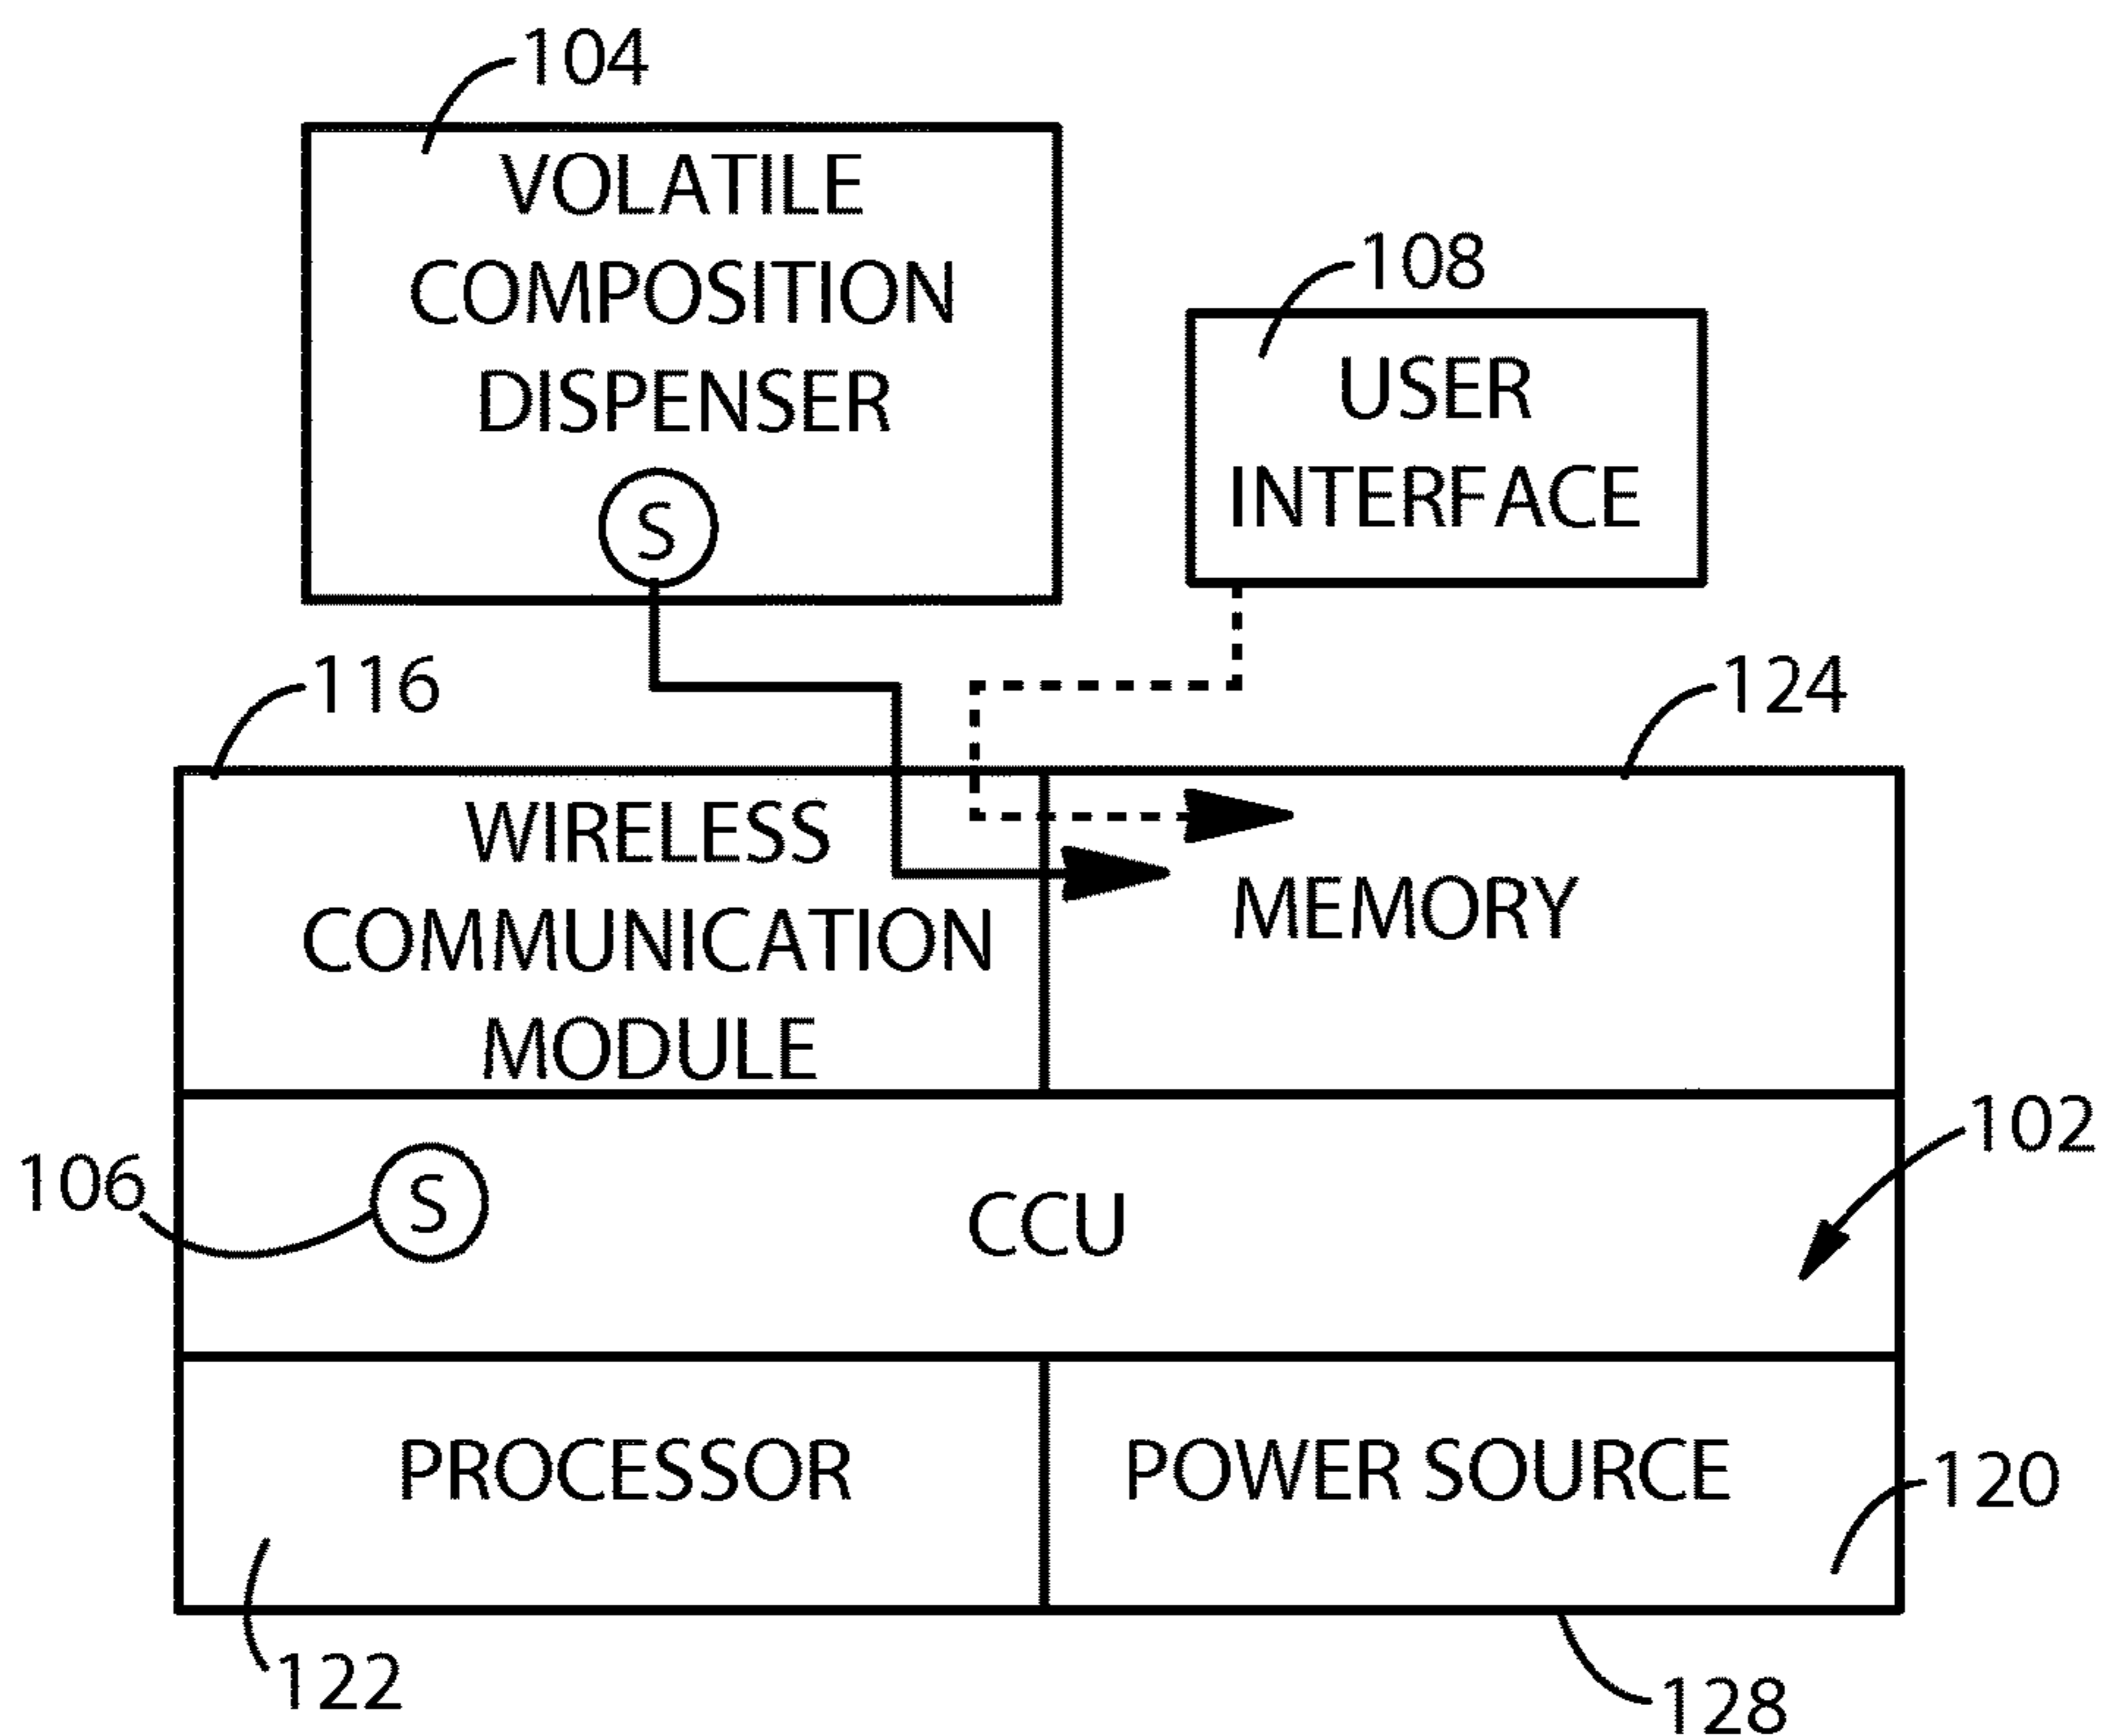 104
VOLATILE
COMPOSITION
DISPENSER
S
108
USER
INTERFACE
116
124
WIRELESS
COMMUNICATION
MODULE
MEMORY
102
106
S
CCU
PROCESSOR
POWER SOURCE
120
122
128